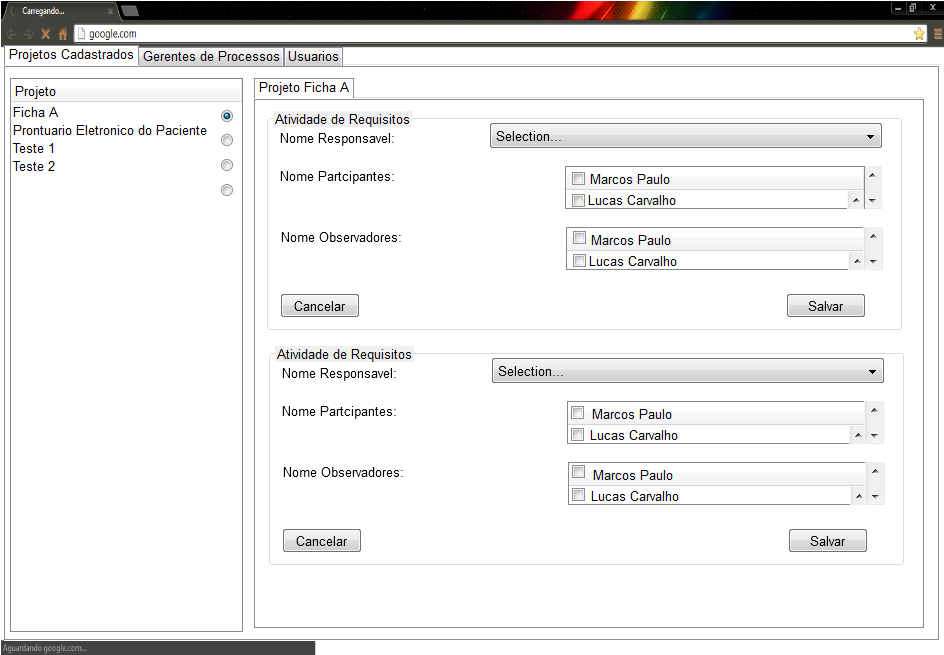 Carregando...
google.com
Projetos Cadastrados Gerentes de Processos Usuarios
Projeto
Ficha A
Prontuario Eletronico do Paciente
Teste 1
Teste 2
Projeto Ficha A
Atividade de Requisitos
Nome Responsavel: Selection...
Nome Partcipantes: Marcos Paulo
Lucas Carvalho
Nome Observadores: Marcos Paulo
Lucas Carvalho
Cancelar Salvar
Atividade de Requisitos
Nome Responsavel: Selection...
Nome Partcipantes: Marcos Paulo
Lucas Carvalho
Nome Observadores: Marcos Paulo
Lucas Carvalho
Cancelar Salvar
Aguardando google.com...